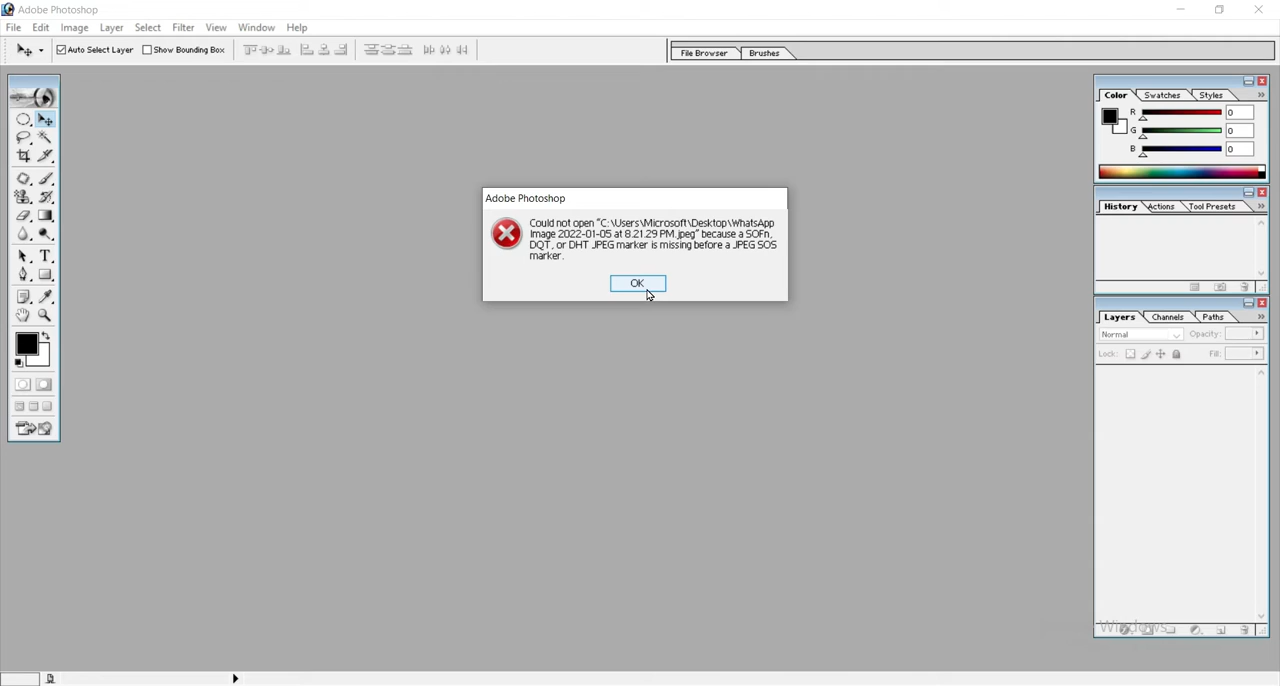 Adobe Photoshop
File Edit Image Layer Select Filter View Window Help
Auto Select Layer Show Bounding Box
File Browser Brushes
Color Swatches Styles
R 0
G 0
B 0
Adobe Photoshop
Could not open "C:\Users\Microsoft\Desktop\WhatsApp
Image 2022-01-05 at 8.21.29 PM.jpeg" because a SOFn,
DQT, or DHT JPEG marker is missing before a JPEG SOS
marker.
OK
History Actions Tool Presets
Layers Channels Paths
Normal Opacity:
Lock: Fill:
Windows